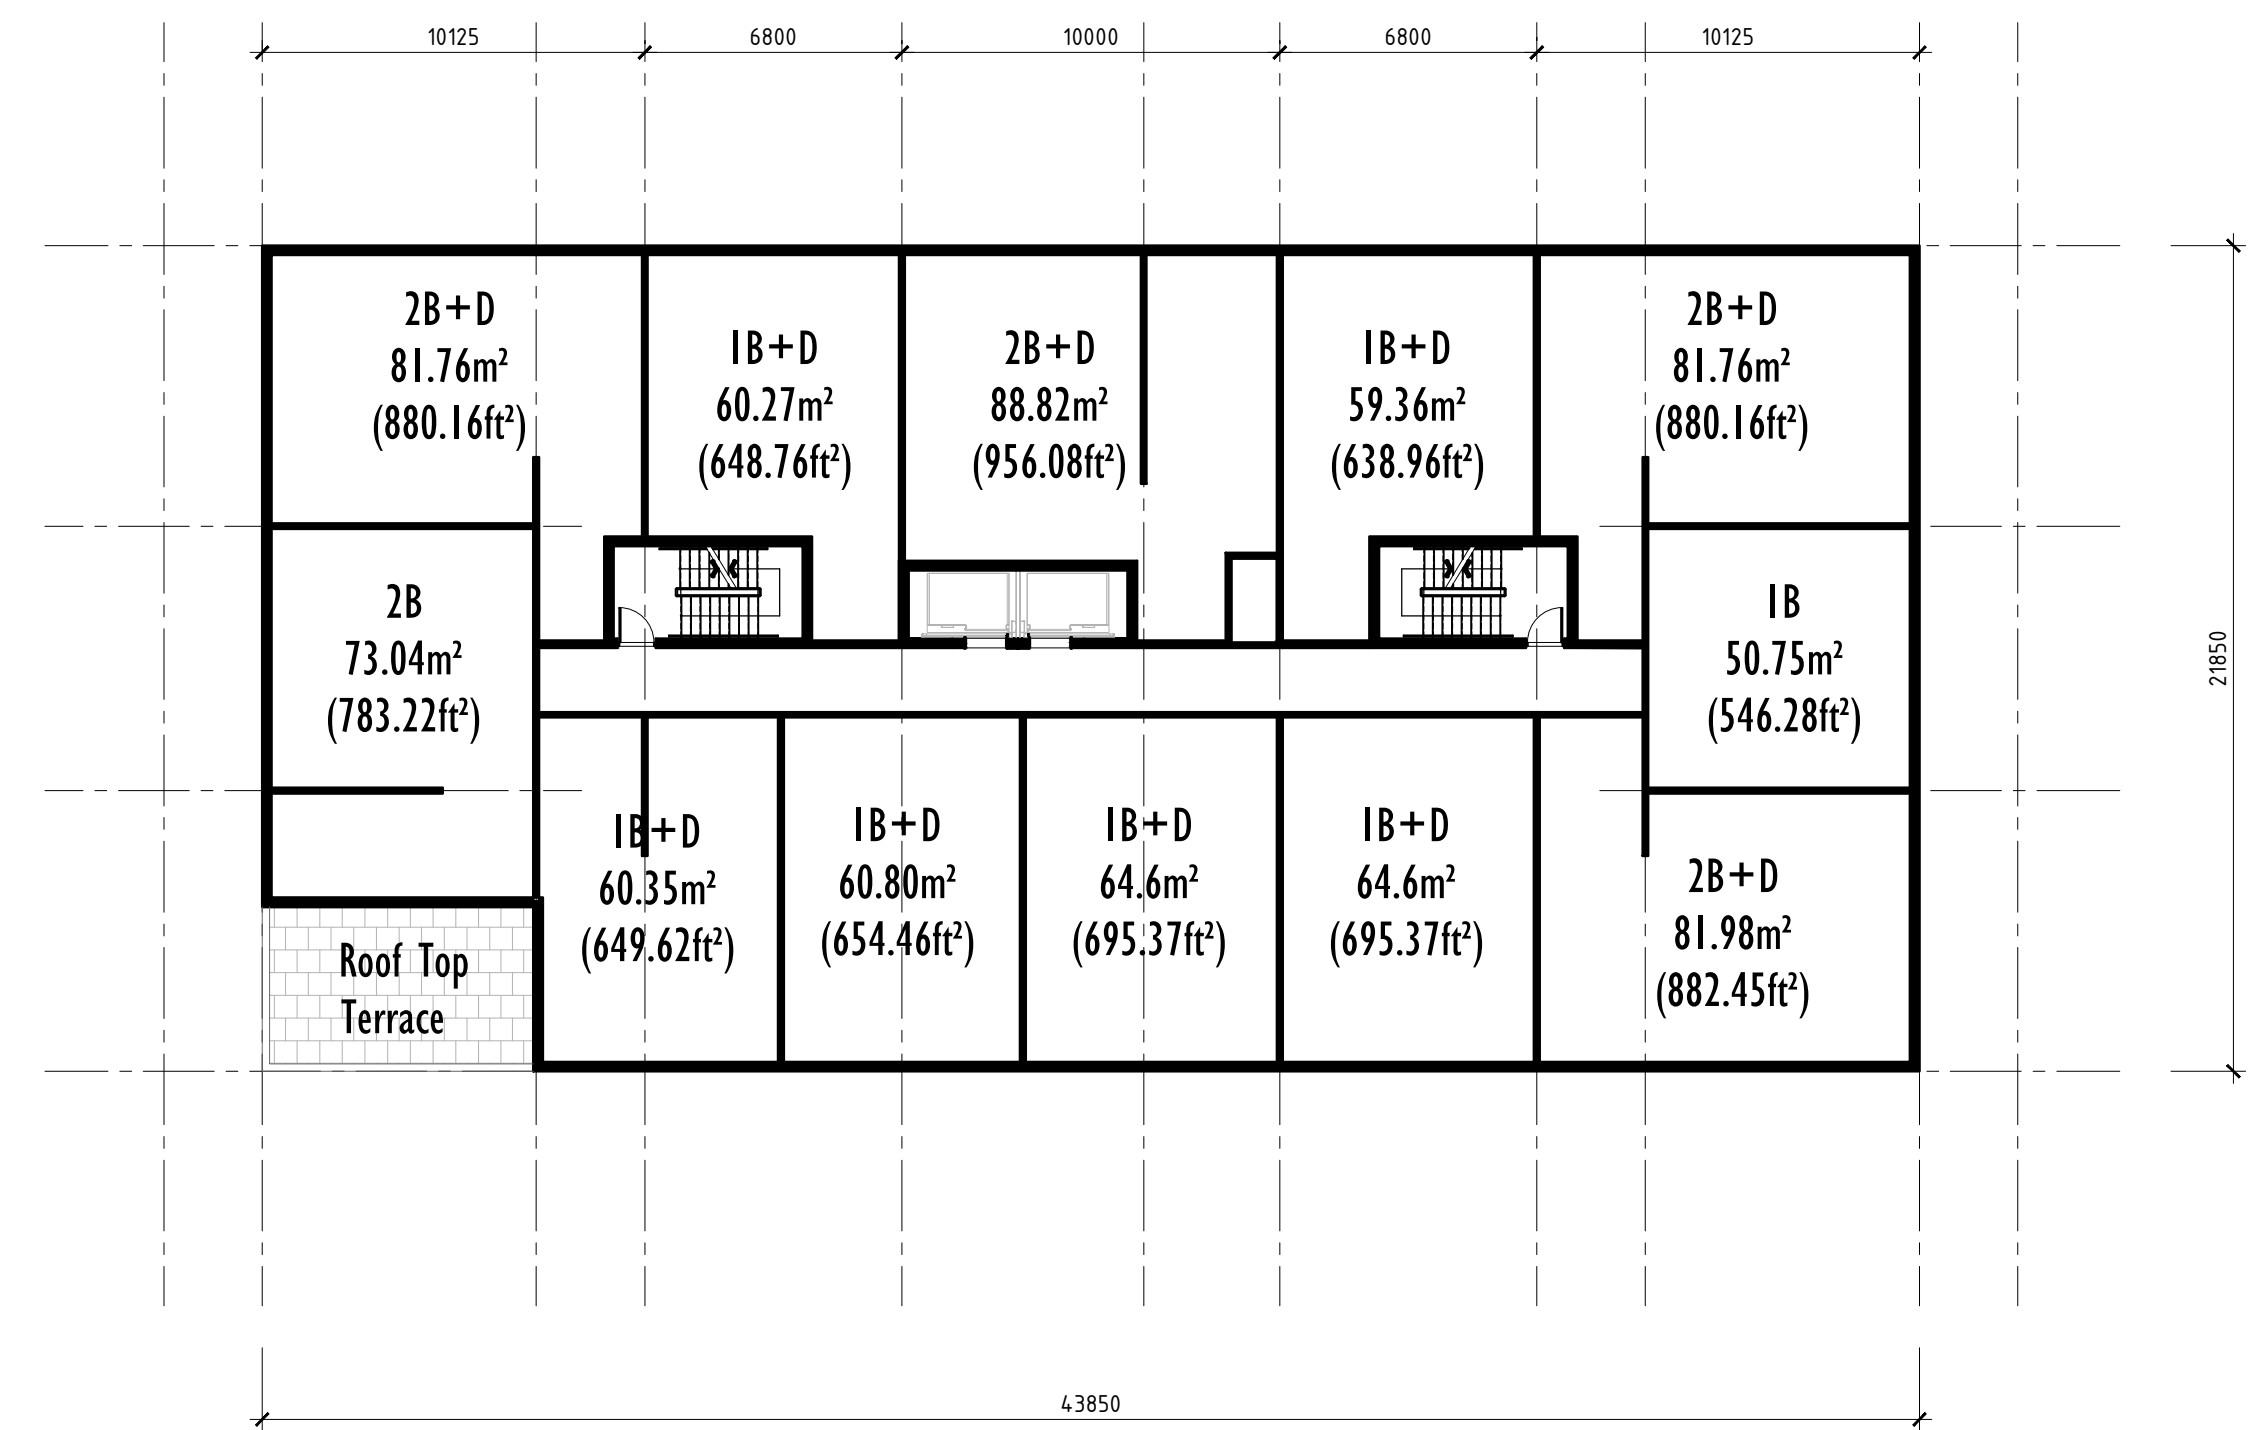 10125
6800
10000
6800
10125
2B+D
81.76m²
(880.16ft²)
1B+D
60.27m²
(648.76ft²)
2B+D
88.82m²
(956.08ft²)
1B+D
59.36m²
(638.96ft²)
2B+D
81.76m²
(880.16ft²)
2B
73.04m²
(783.22ft²)
1B
50.75m²
(546.28ft²)
21850
1B+D
60.35m²
(649.62ft²)
1B+D
60.80m²
(654.46ft²)
1B+D
64.6m²
(695.37ft²)
1B+D
64.6m²
(695.37ft²)
2B+D
81.98m²
(882.45ft²)
Roof Top
Terrace
43850